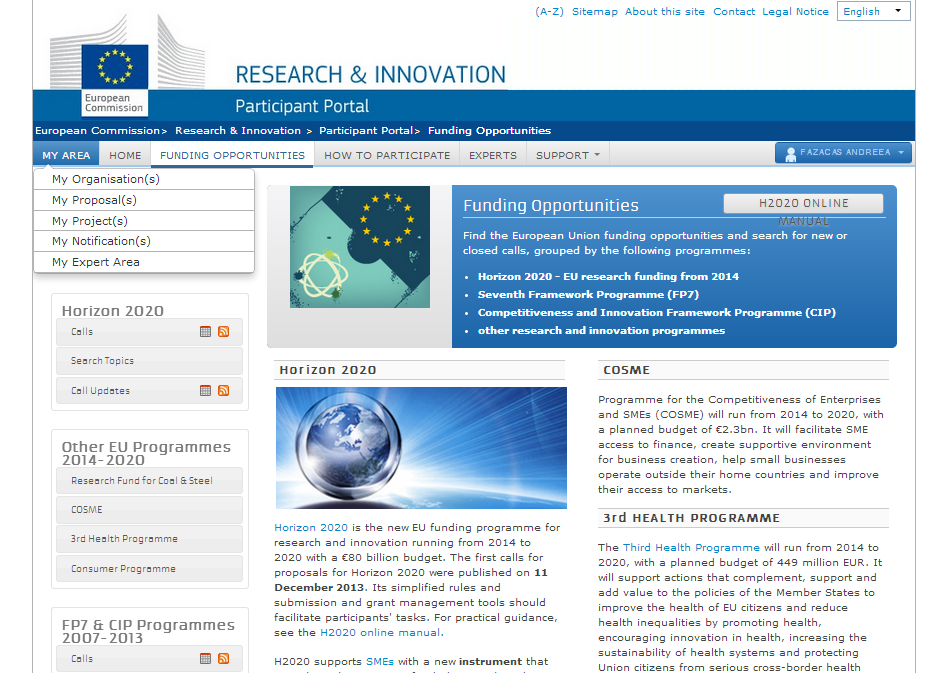 (A-Z) Sitemap About this site Contact Legal Notice English
European
Commission
RESEARCH & INNOVATION
Participant Portal
European Commission> Research & Innovation > Participant Portal> Funding Opportunities
MY AREA HOME FUNDING OPPORTUNITIES HOW TO PARTICIPATE EXPERTS SUPPORT FAZACAS ANDREEA
My Organisation(s)
My Proposal(s)
My Project(s)
My Notification(s)
My Expert Area
Horizon 2020
Calls
Search Topics
Call Updates
Other EU Programmes
2014-2020
Research Fund for Coal & Steel
COSME
3rd Health Programme
Consumer Programme
FP7 & CIP Programmes
2007-2013
Calls
Funding Opportunities
H2020 ONLINE
MANUAL
Find the European Union funding opportunities and search for new or
closed calls, grouped by the following programmes:
• Horizon 2020 - EU research funding from 2014
• Seventh Framework Programme (FP7)
• Competitiveness and Innovation Framework Programme (CIP)
• other research and innovation programmes
Horizon 2020
Horizon 2020 is the new EU funding programme for
research and innovation running from 2014 to
2020 with a €80 billion budget. The first calls for
proposals for Horizon 2020 were published on 11
December 2013. Its simplified rules and
submission and grant management tools should
facilitate participants' tasks. For practical guidance,
see the H2020 online manual.
H2020 supports SMEs with a new instrument that
COSME
Programme for the Competitiveness of Enterprises
and SMEs (COSME) will run from 2014 to 2020, with
a planned budget of €2.3bn. It will facilitate SME
access to finance, create supportive environment
for business creation, help small businesses
operate outside their home countries and improve
their access to markets.
3rd HEALTH PROGRAMME
The Third Health Programme will run from 2014 to
2020, with a planned budget of 449 million EUR. It
will support actions that complement, support and
add value to the policies of the Member States to
improve the health of EU citizens and reduce
health inequalities by promoting health,
encouraging innovation in health, increasing the
sustainability of health systems and protecting
Union citizens from serious cross-border health